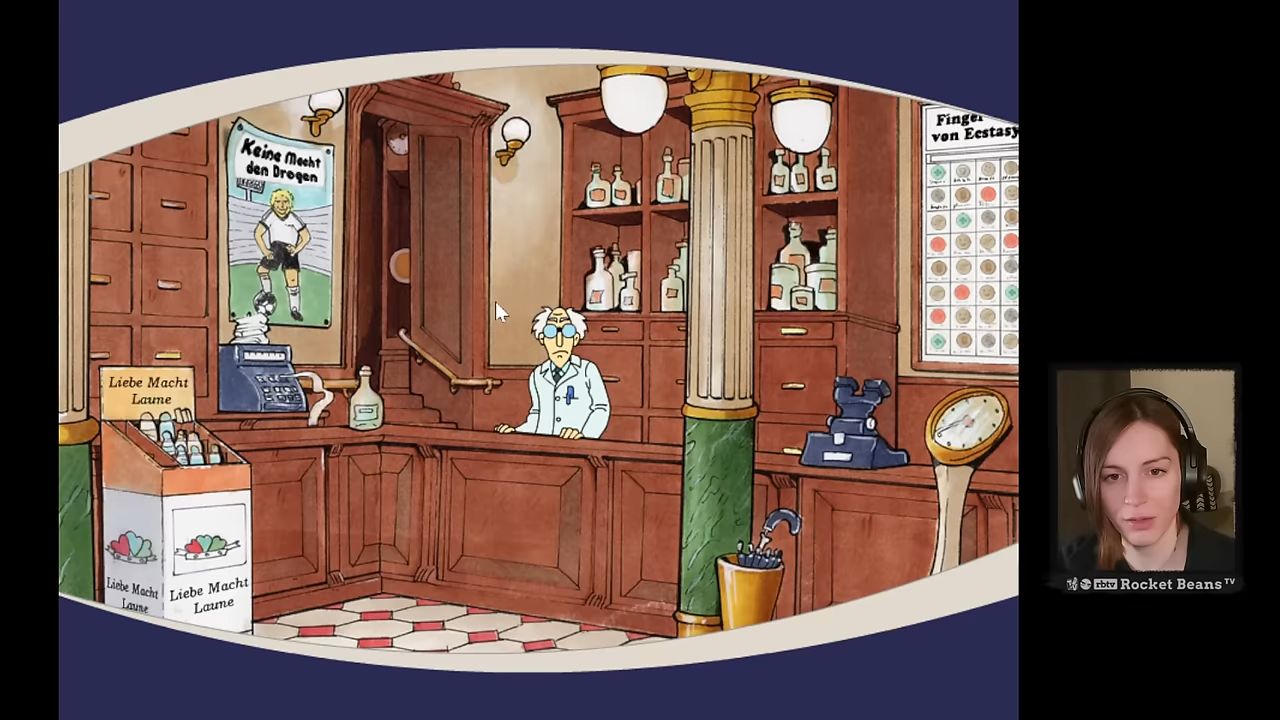 Keine Macht
den Drogen
Finger
von Ecstasy
Liebe Macht
Laune
Liebe Macht
Laune
Liebe Macht
Laune
rbtv Rocket Beans TV